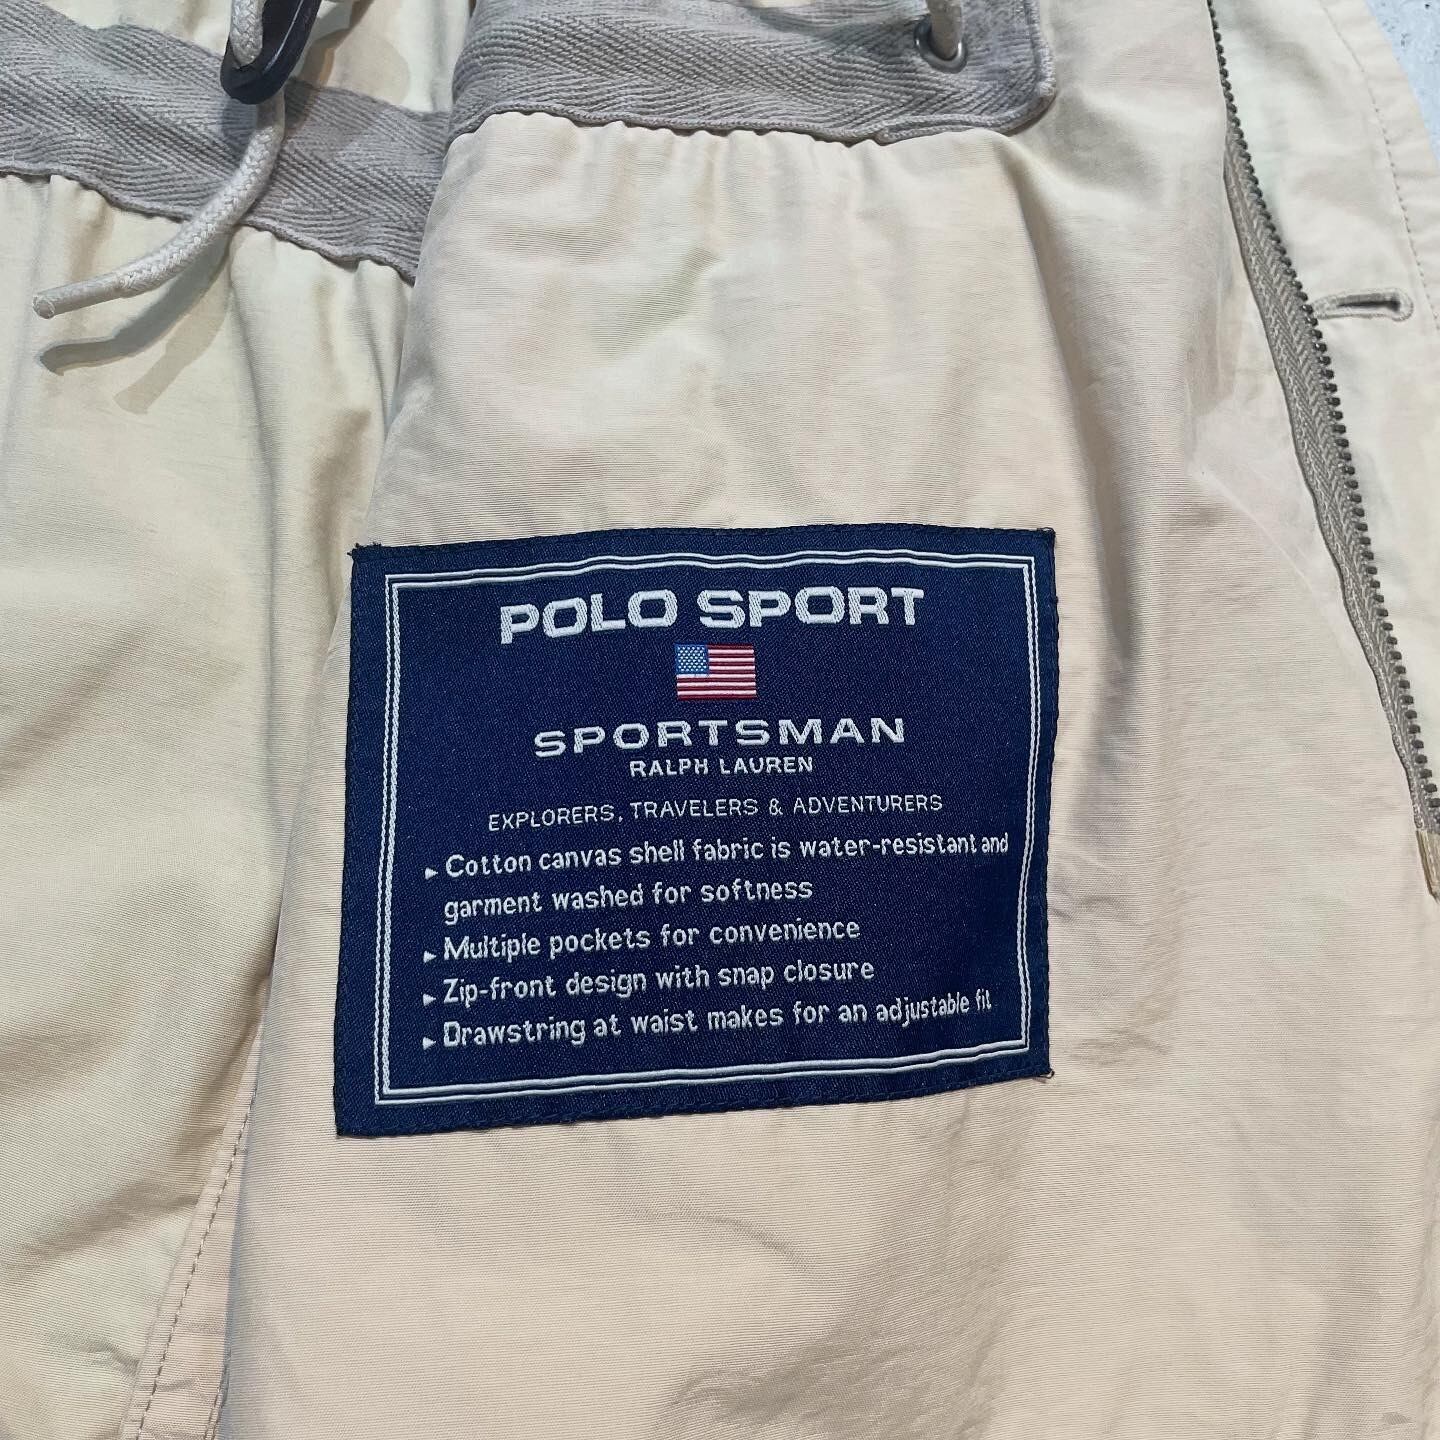 POLO SPORT
SPORTSMAN
RALPH LAUREN
EXPLORERS, TRAVELERS & ADVENTURERS
▸ Cotton canvas shell fabric is water-resistant and
garment washed for softness
▸ Multiple pockets for convenience
▸ Zip-front design with snap closure
▸ Drawstring at waist makes for an adjustable fit